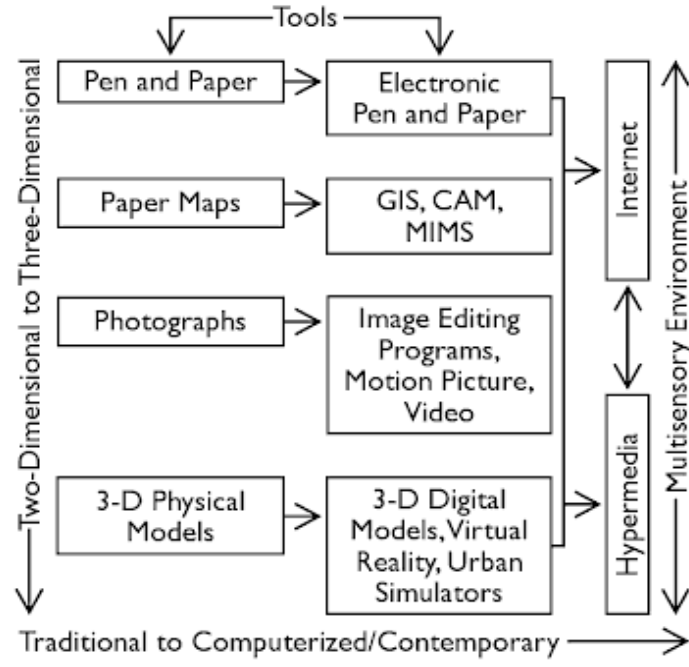 Tools
Pen and Paper
Electronic
Pen and Paper
Paper Maps
GIS, CAM,
MIMS
Photographs
Image Editing
Programs,
Motion Picture,
Video
3-D Physical
Models
3-D Digital
Models, Virtual
Reality, Urban
Simulators
Internet
Hypermedia
Two-Dimensional to Three-Dimensional
Multisensory Environment
Traditional to Computerized/Contemporary